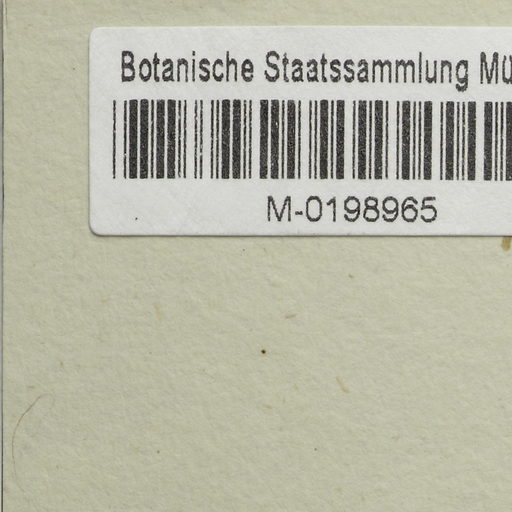 Botanische Staatssammlung Mü
M-0198965